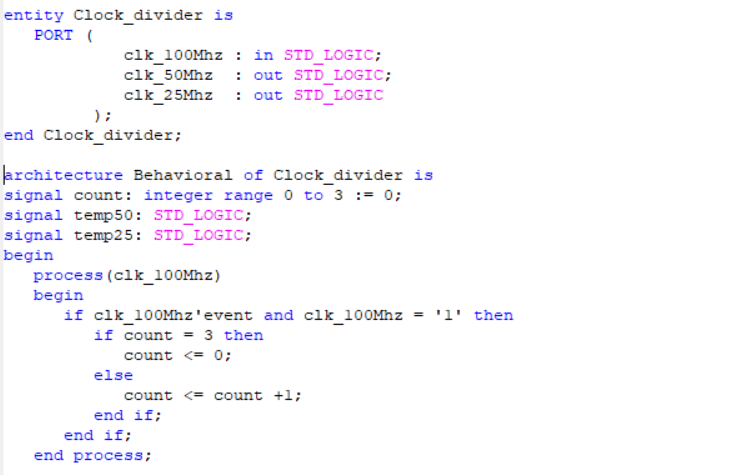 entity Clock_divider is
PORT (
clk_100Mhz : in STD_LOGIC;
clk_50Mhz : out STD_LOGIC;
clk_25Mhz : out STD_LOGIC
);
end Clock_divider;
architecture Behavioral of Clock_divider is
signal count: integer range 0 to 3 := 0;
signal temp50: STD_LOGIC;
signal temp25: STD_LOGIC;
begin
process(clk_100Mhz)
begin
if clk_100Mhz'event and clk_100Mhz = '1' then
if count = 3 then
count <= 0;
else
count <= count +1;
end if;
end if;
end process;